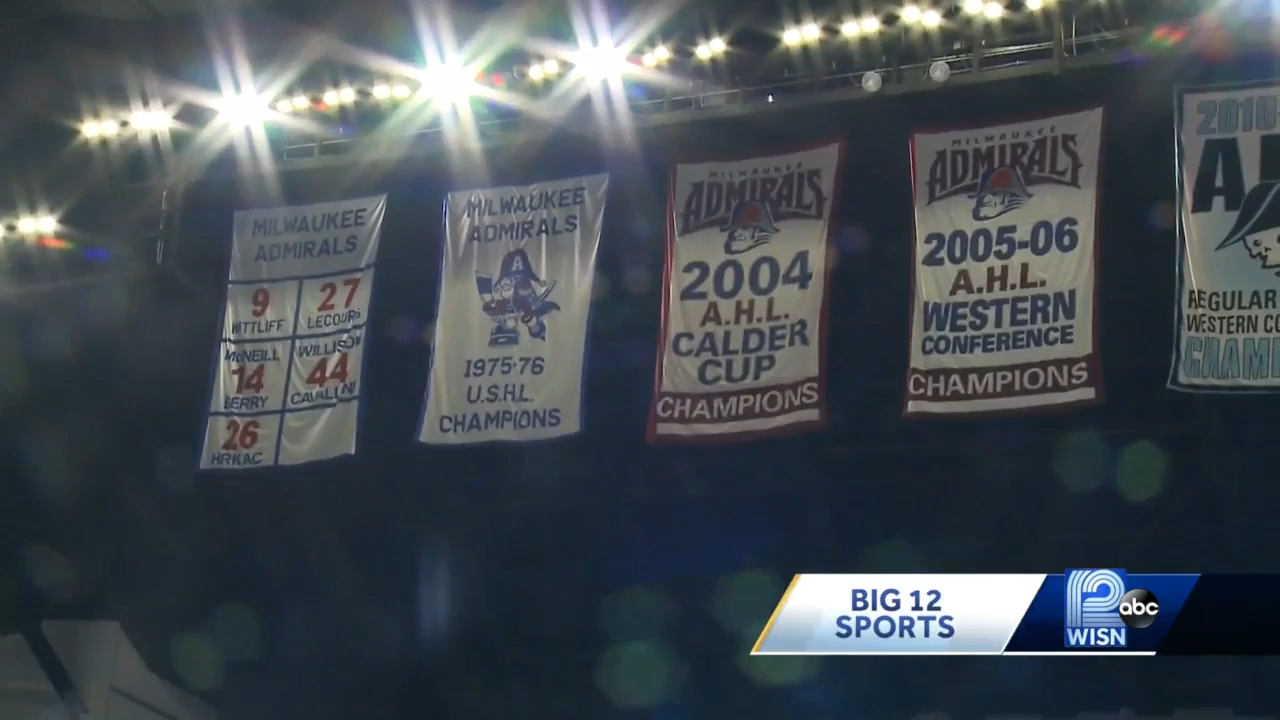 MILWAUKEE
ADMIRALS
9 27
WITTLIFF LECOURS
McNEILL WILLISON
14 44
BERRY
26
HRKAC
MILWAUKEE
ADMIRALS
A
1975-76
U.S.H.L.
CHAMPIONS
MILWAUKEE
ADMIRALS
2004
A.H.L.
CALDER
CUP
CHAMPIONS
MILWAUKEE
ADMIRALS
2005-06
A.H.L.
WESTERN
CONFERENCE
CHAMPIONS
2010
REGULAR
WESTERN
BIG 12
SPORTS
12
abc
WISN